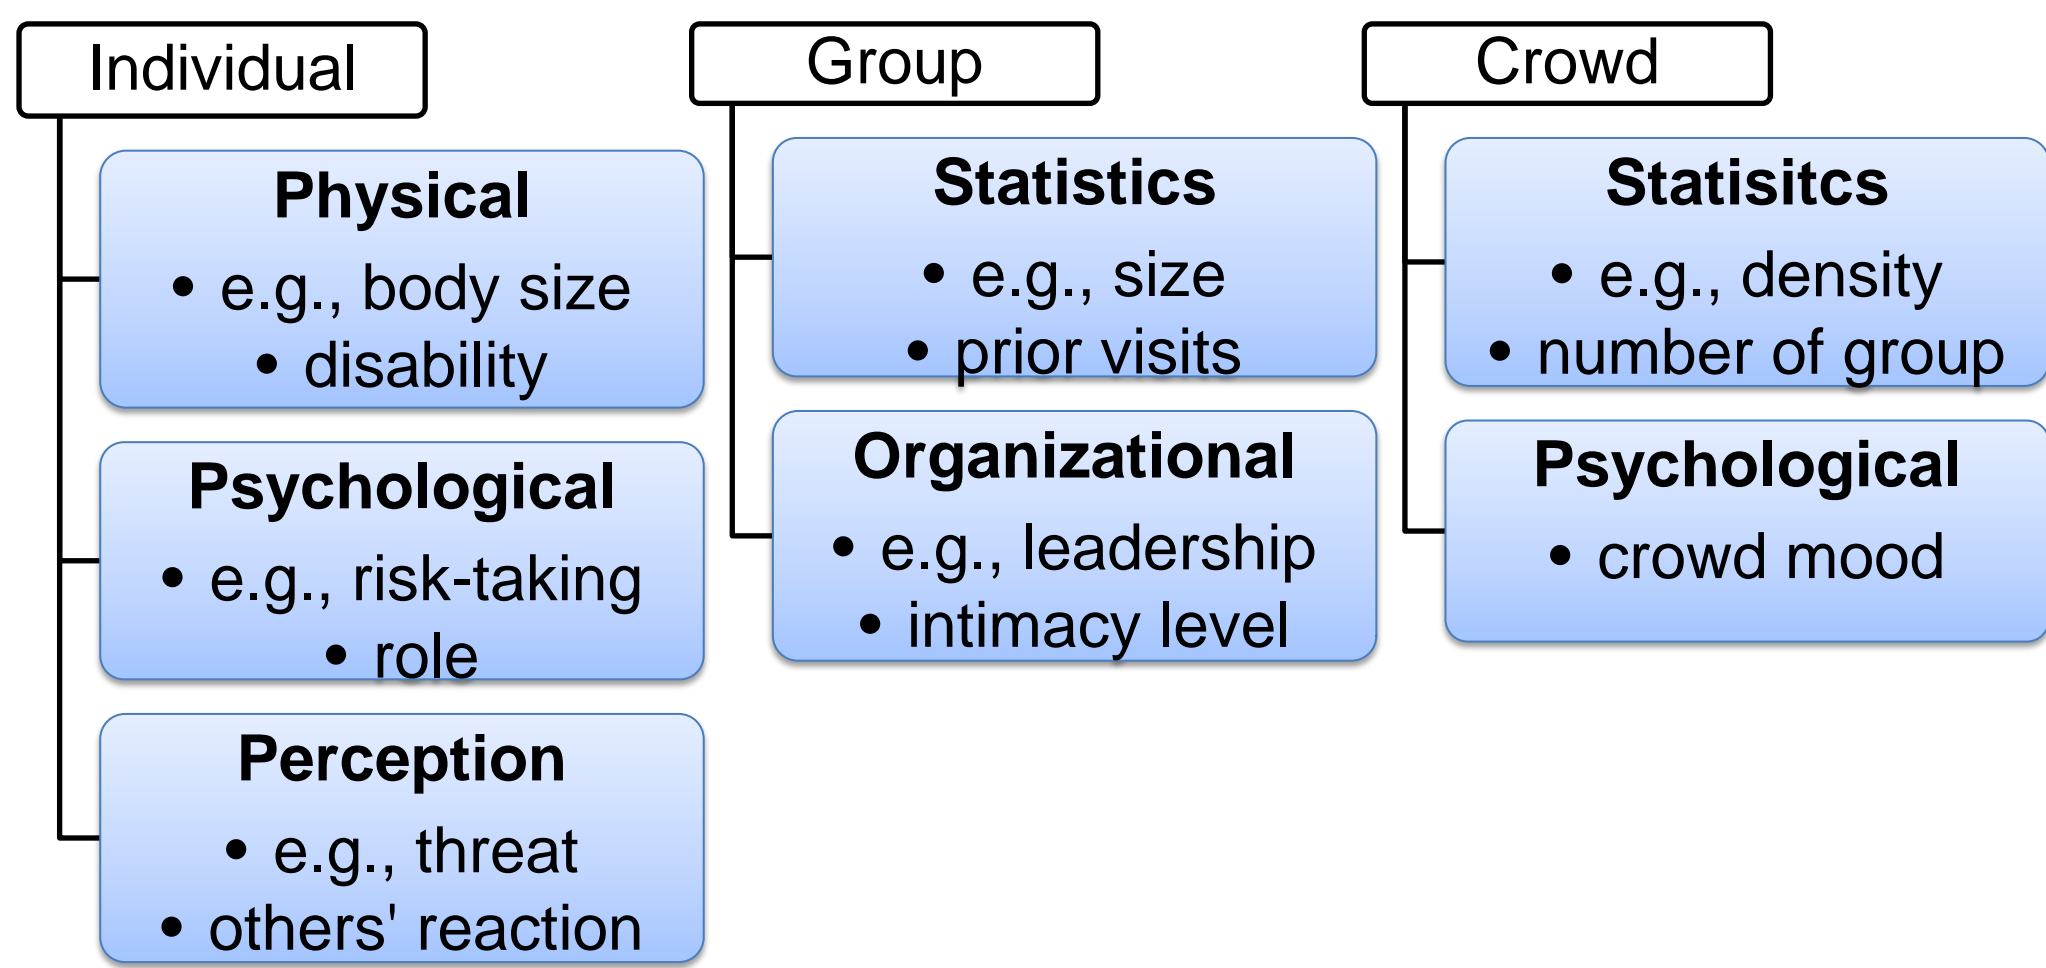 Individual
Physical
• e.g., body size
• disability
Psychological
• e.g., risk-taking
• role
Perception
• e.g., threat
• others' reaction
Group
Statistics
• e.g., size
• prior visits
Organizational
• e.g., leadership
• intimacy level
Crowd
Statisitcs
• e.g., density
• number of group
Psychological
• crowd mood